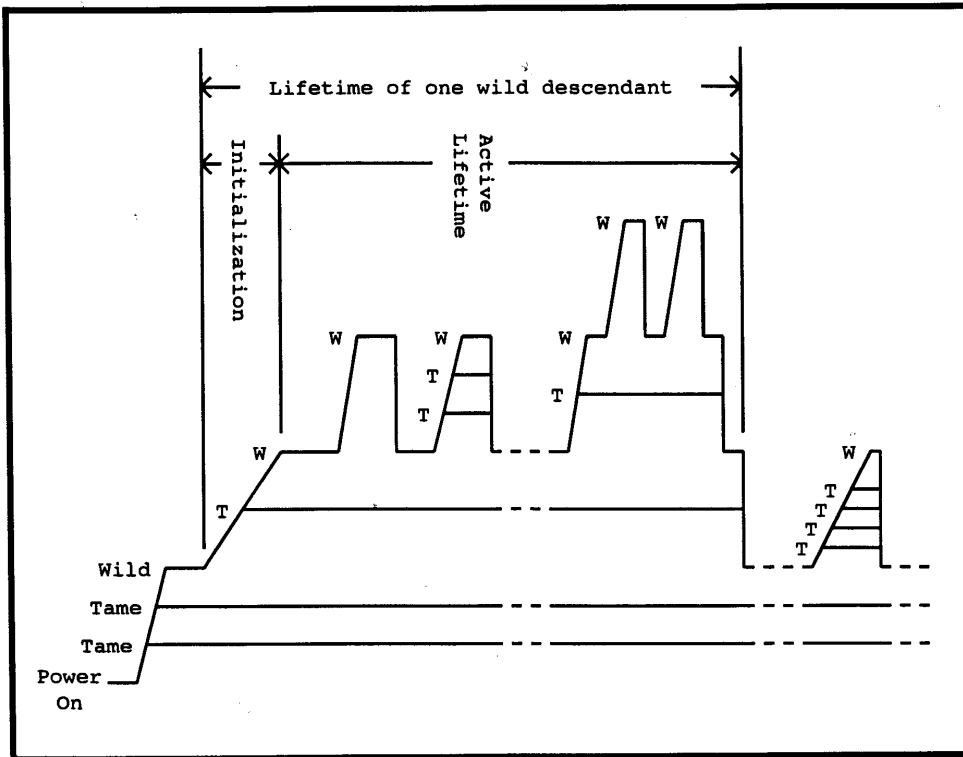 Lifetime of one wild descendant
Initialization
Active
Lifetime
W W
W W W
T
T
T
W W
T
T
T
T
T
Wild
Tame
Tame
Power
On